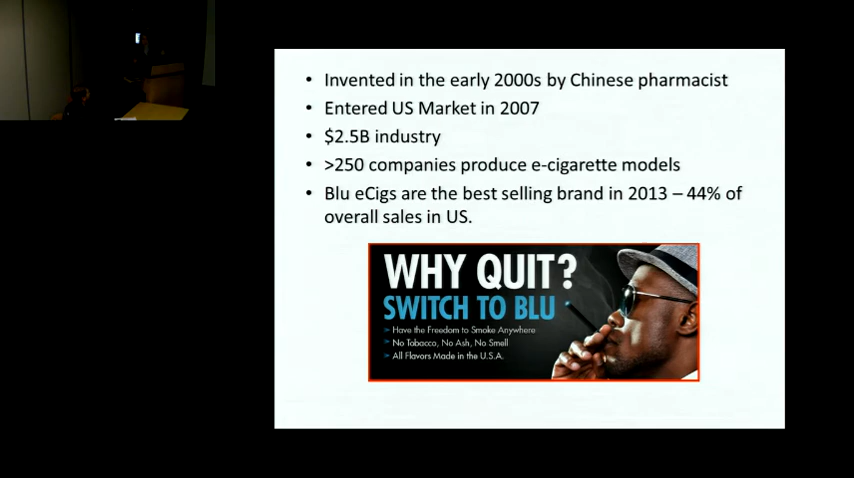 • Invented in the early 2000s by Chinese pharmacist
• Entered US Market in 2007
• $2.5B industry
• >250 companies produce e-cigarette models
• Blu eCigs are the best selling brand in 2013 – 44% of
overall sales in US.
WHY QUIT?
SWITCH TO BLU
➢ Have the Freedom to Smoke Anywhere
➢ No Tobacco, No Ash, No Smell
➢ All Flavors Made in the U.S.A.